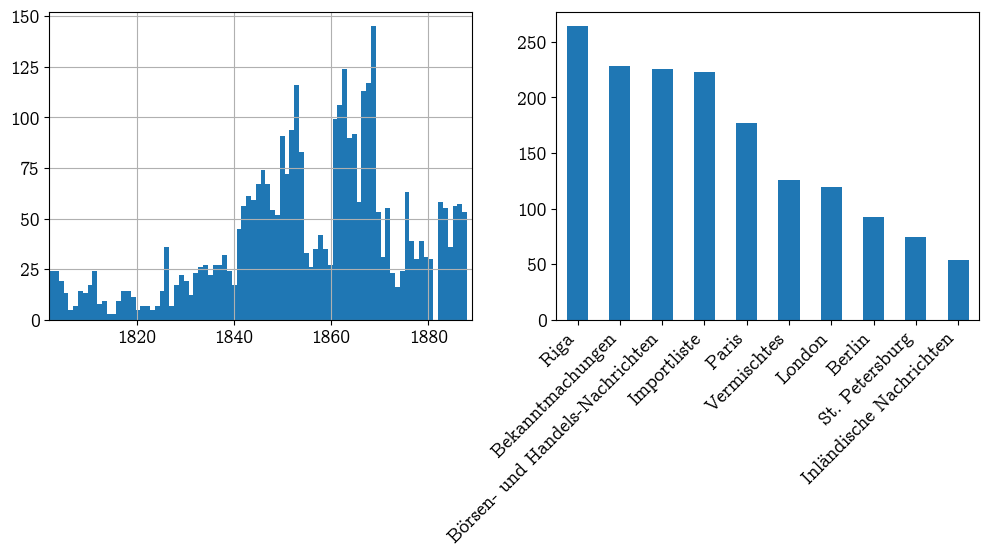 150
125
100
75
50
25
0
1820 1840 1860 1880
250
200
150
100
50
0
Riga
Bekanntmachungen
Börsen- und Handels-Nachrichten
Importliste
Paris
Vermischtes
London
Berlin
St. Petersburg
Inländische Nachrichten